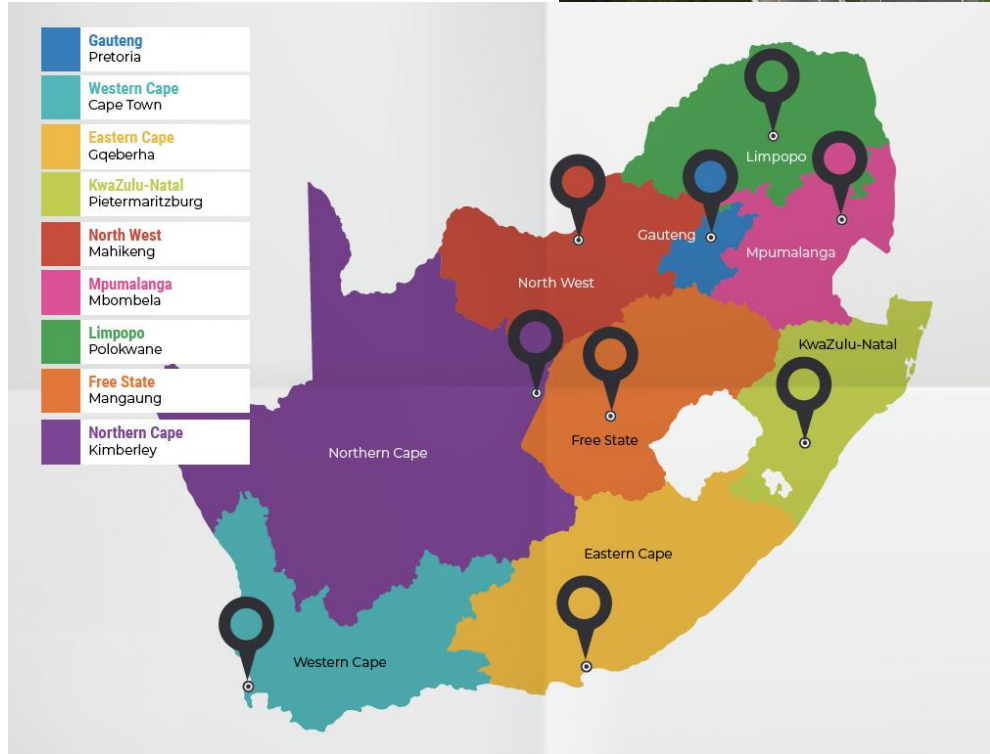 Gauteng
Pretoria
Western Cape
Cape Town
Eastern Cape
Gqeberha
KwaZulu-Natal
Pietermaritzburg
North West
Mahikeng
Mpumalanga
Mbombela
Limpopo
Polokwane
Free State
Mangaung
Northern Cape
Kimberley
Limpopo
Gauteng
Mpumalanga
North West
KwaZulu-Natal
Free State
Northern Cape
Eastern Cape
Western Cape